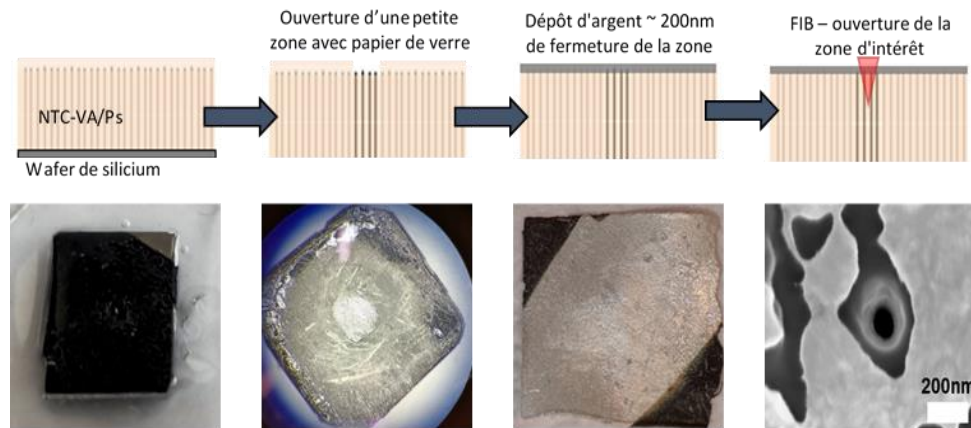 Ouverture d’une petite
zone avec papier de verre
Dépôt d'argent ~ 200nm
de fermeture de la zone
FIB – ouverture de la
zone d'intérêt
NTC-VA/Ps
Wafer de silicium
200nm